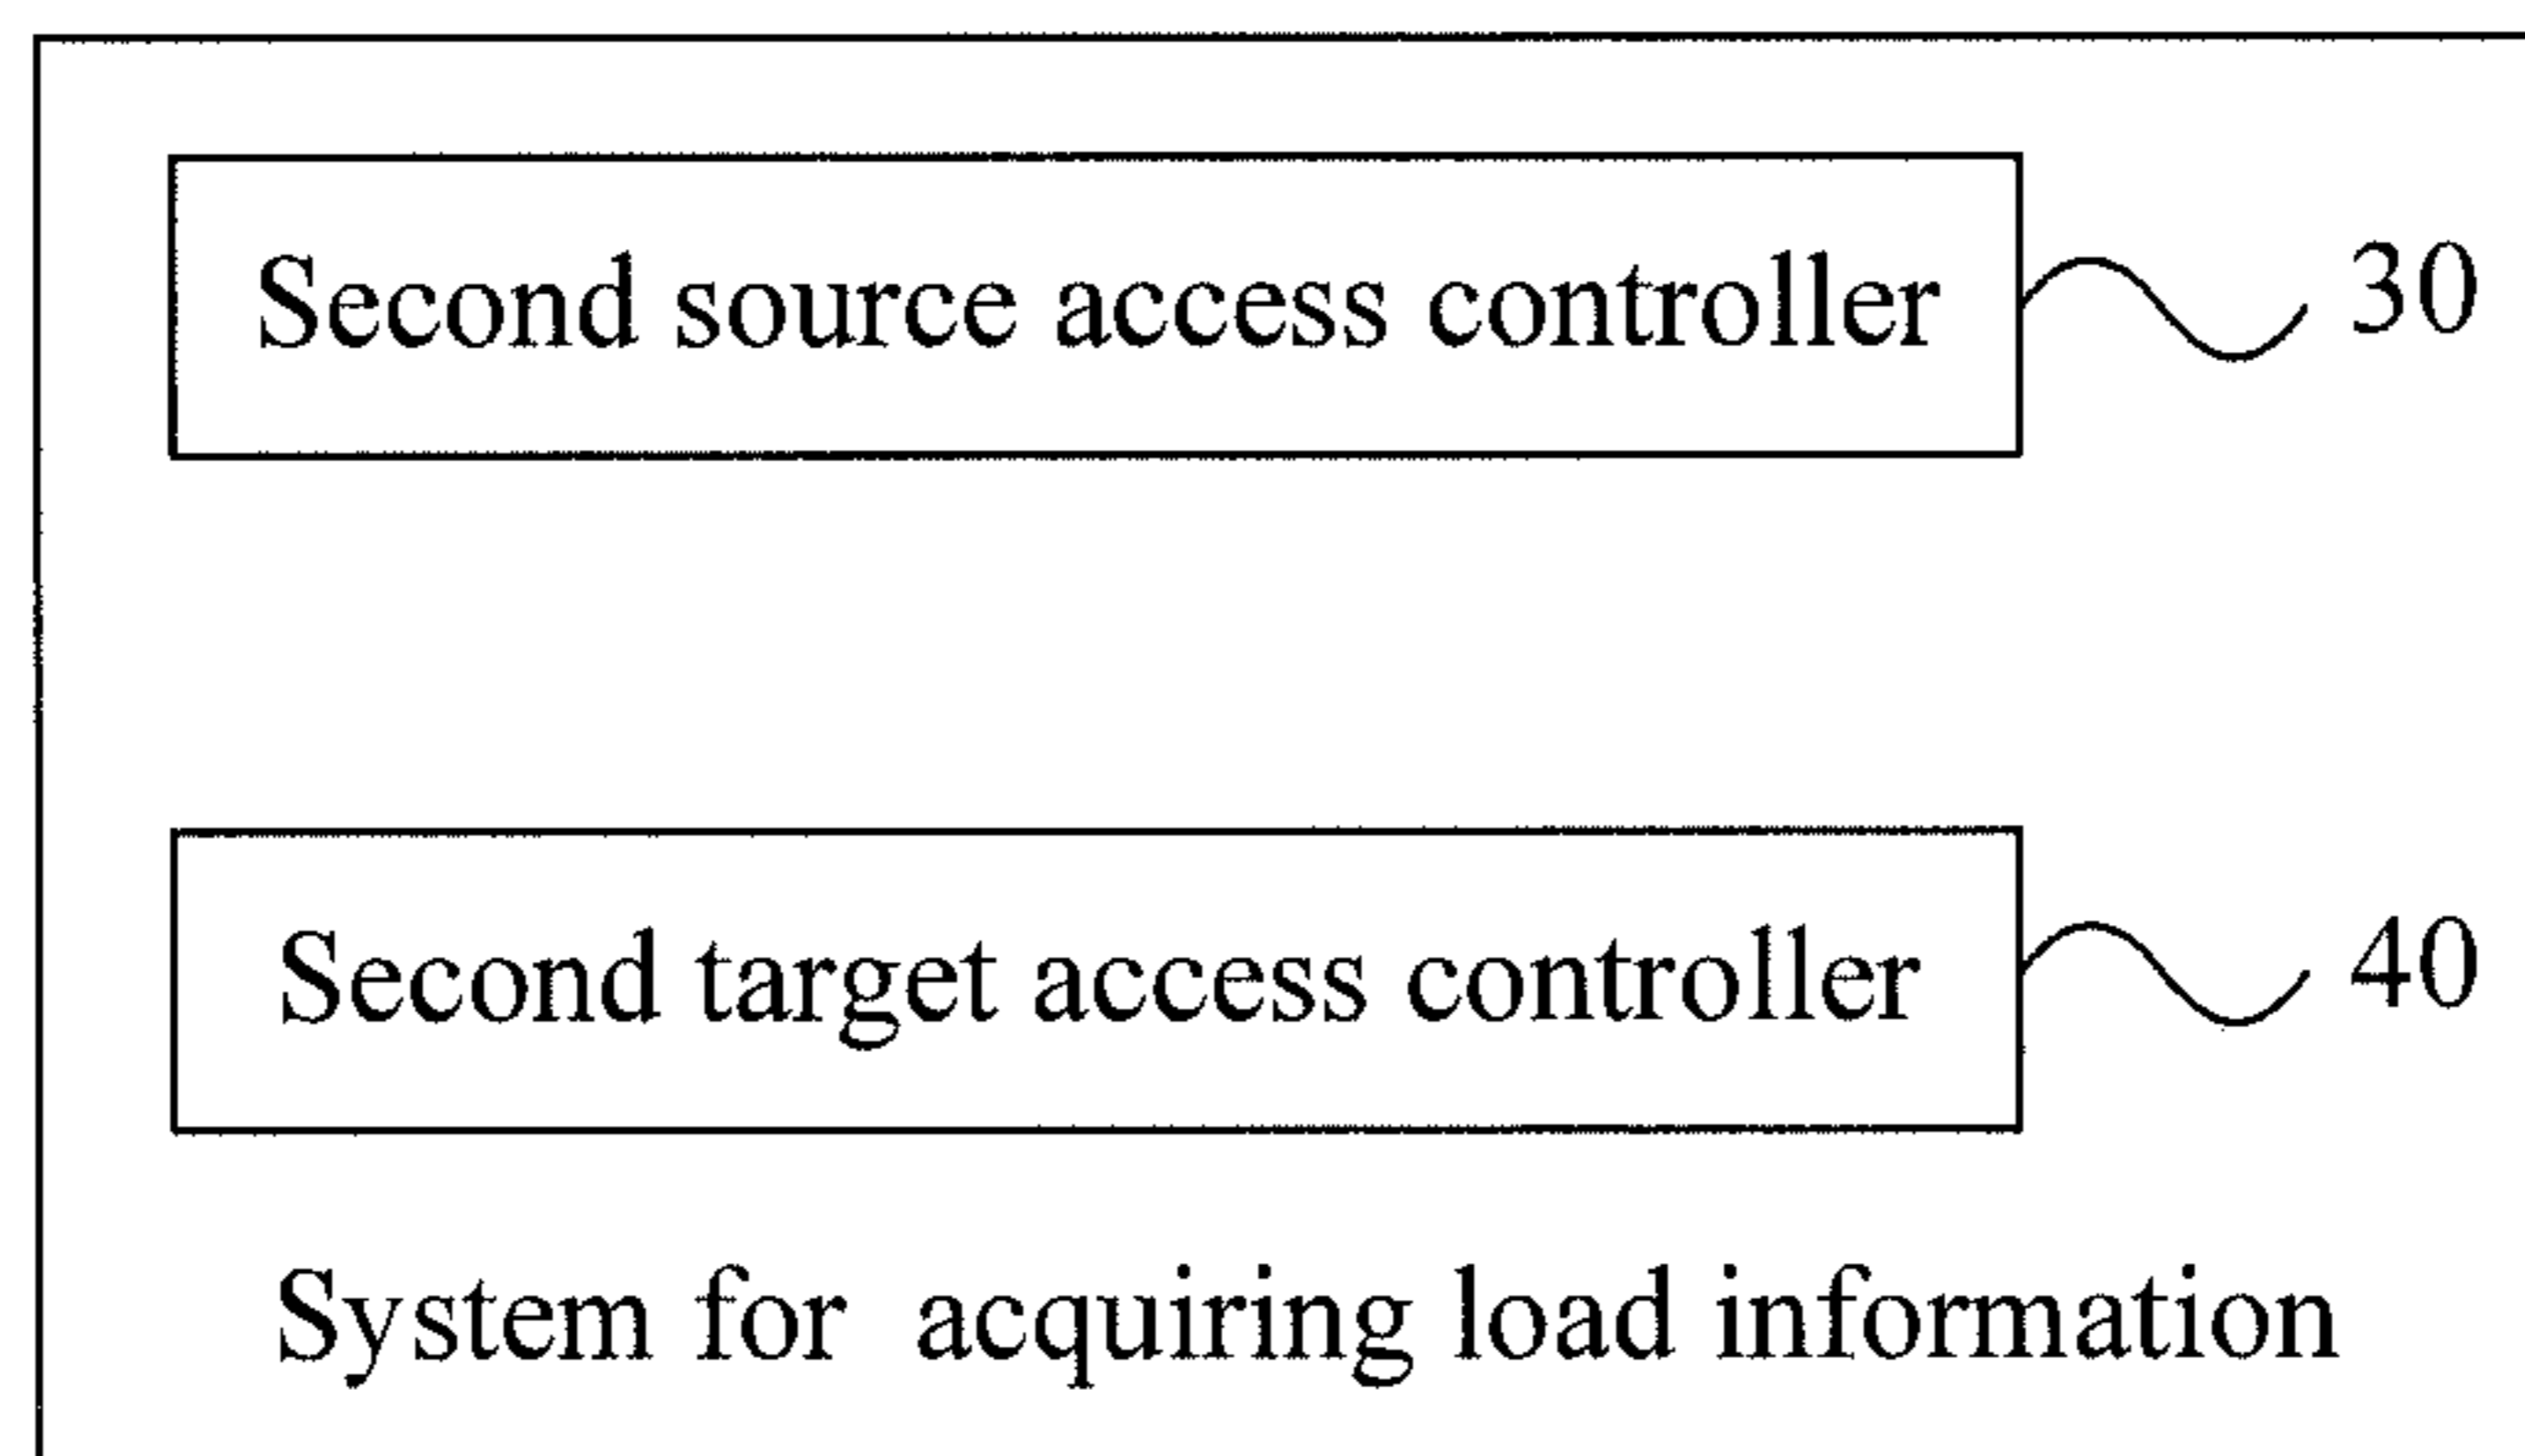 Second source access controller 30
Second target access controller 40
System for acquiring load information